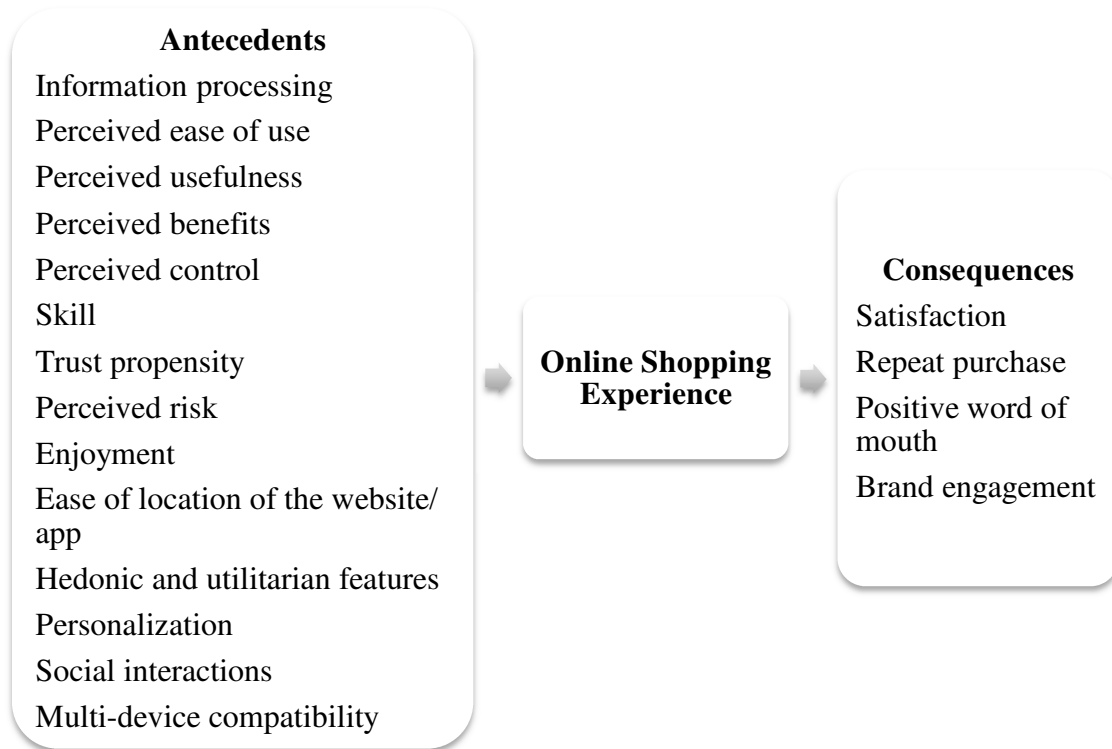 Antecedents
Information processing
Perceived ease of use
Perceived usefulness
Perceived benefits
Perceived control
Skill
Trust propensity
Perceived risk
Enjoyment
Ease of location of the website/
app
Hedonic and utilitarian features
Personalization
Social interactions
Multi-device compatibility
Online Shopping
Experience
Consequences
Satisfaction
Repeat purchase
Positive word of
mouth
Brand engagement